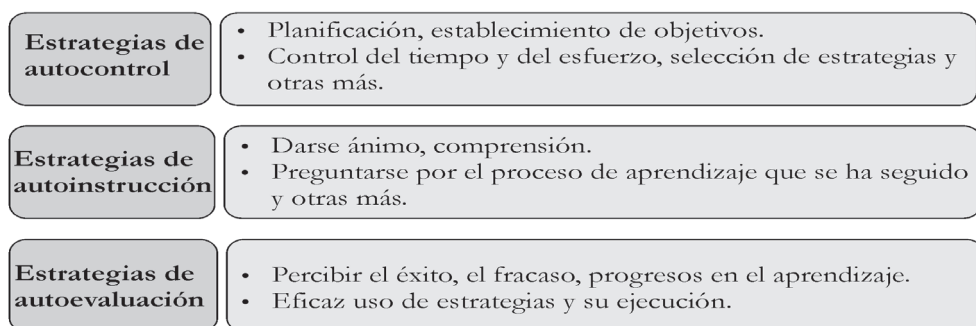 Estrategias de
autocontrol
• Planificación, establecimiento de objetivos.
• Control del tiempo y del esfuerzo, selección de estrategias y
otras más.
Estrategias de
autoinstrucción
• Darse ánimo, comprensión.
• Preguntarse por el proceso de aprendizaje que se ha seguido
y otras más.
Estrategias de
autoevaluación
• Percibir el éxito, el fracaso, progresos en el aprendizaje.
• Eficaz uso de estrategias y su ejecución.